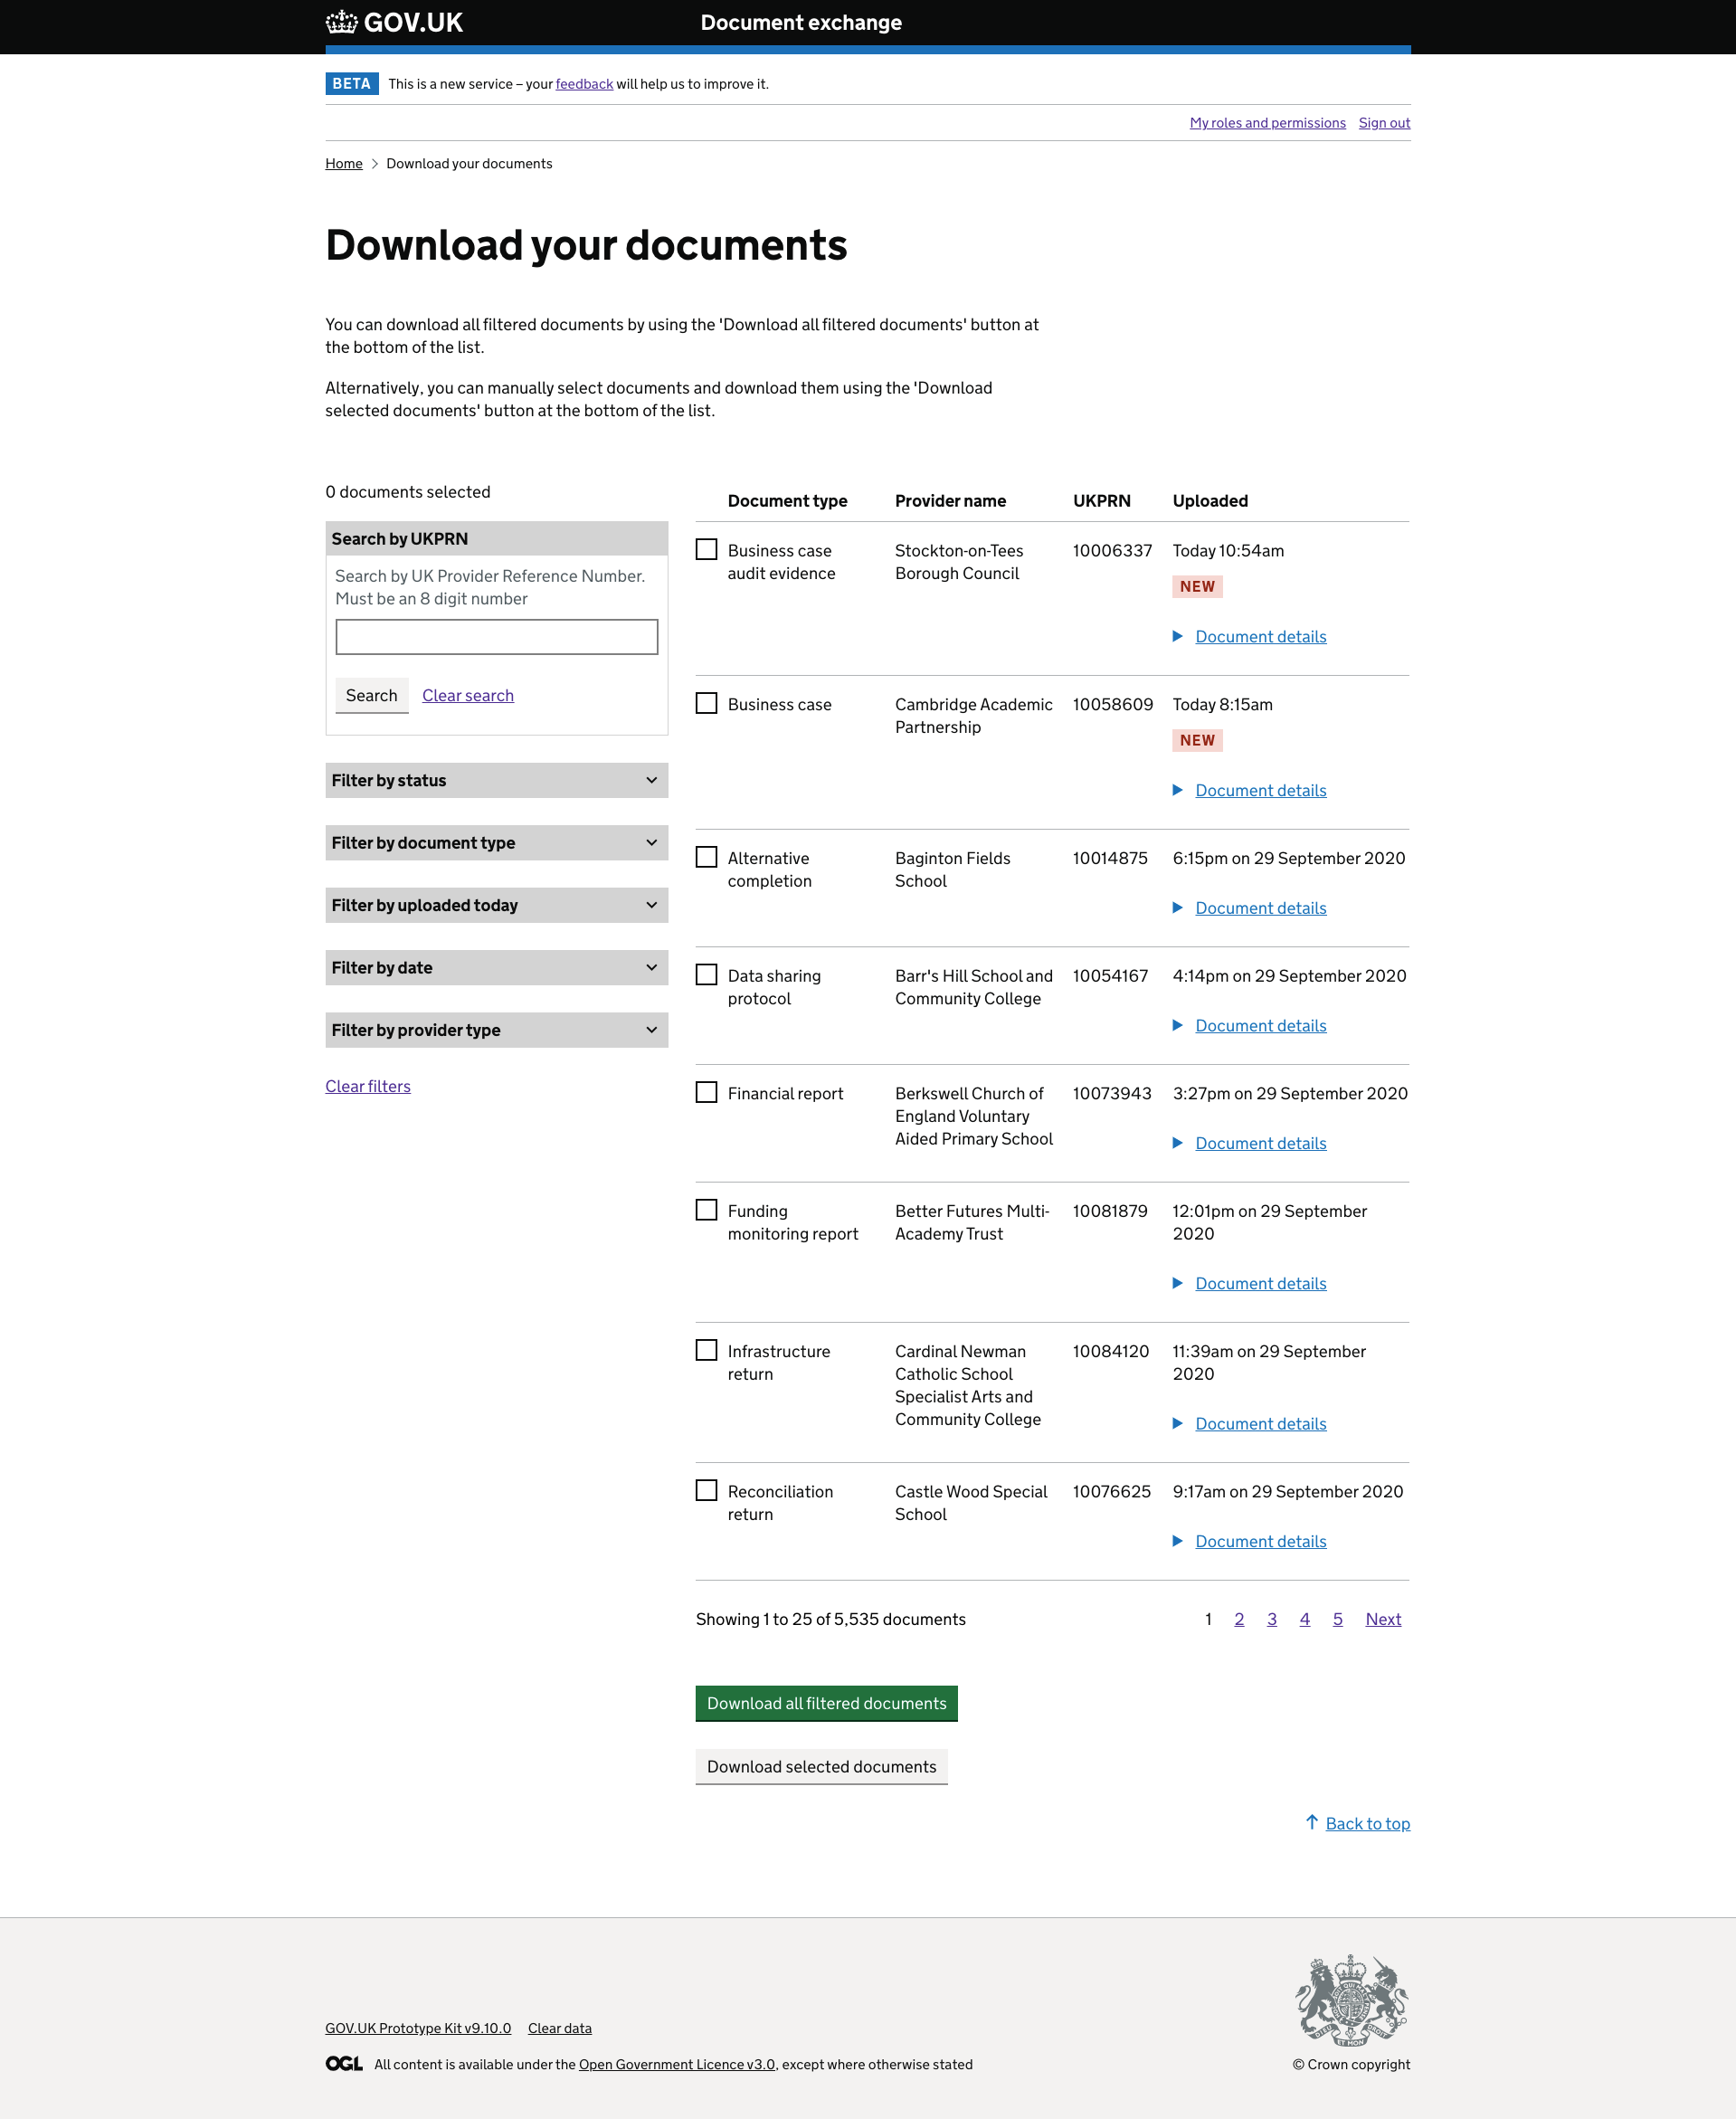 GOV.UK
Document exchange
BETA This is a new service – your feedback will help us to improve it.
My roles and permissions Sign out
Home Download your documents
Download your documents
You can download all filtered documents by using the 'Download all filtered documents' button at
the bottom of the list.
Alternatively, you can manually select documents and download them using the 'Download
selected documents' button at the bottom of the list.
0 documents selected
Search by UKPRN
Search by UK Provider Reference Number.
Must be an 8 digit number
Search Clear search
Filter by status
Filter by document type
Filter by uploaded today
Filter by date
Filter by provider type
Clear filters
Document type Provider name UKPRN Uploaded
Business case Stockton-on-Tees 10006337 Today 10:54am
audit evidence Borough Council
NEW
Document details
Business case Cambridge Academic 10058609 Today 8:15am
Partnership
NEW
Document details
Alternative Baginton Fields 10014875 6:15pm on 29 September 2020
completion School
Document details
Data sharing Barr's Hill School and 10054167 4:14pm on 29 September 2020
protocol Community College
Document details
Financial report Berkswell Church of 10073943 3:27pm on 29 September 2020
England Voluntary
Aided Primary School
Document details
Funding Better Futures Multi- 10081879 12:01pm on 29 September
monitoring report Academy Trust 2020
Document details
Infrastructure Cardinal Newman 10084120 11:39am on 29 September
return Catholic School 2020
Specialist Arts and
Community College
Document details
Reconciliation Castle Wood Special 10076625 9:17am on 29 September 2020
return School
Document details
Showing 1 to 25 of 5,535 documents 1 2 3 4 5 Next
Download all filtered documents
Download selected documents
Back to top
GOV.UK Prototype Kit v9.10.0 Clear data
OGL All content is available under the Open Government Licence v3.0, except where otherwise stated
© Crown copyright